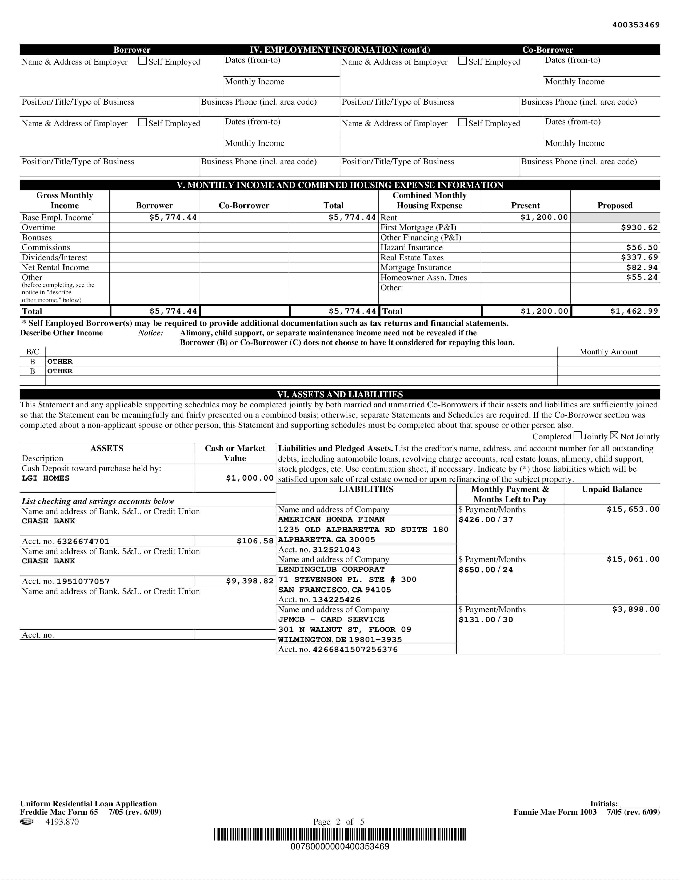 400353469
Borrower IV. EMPLOYMENT INFORMATION (cont'd) Co-Borrower
Name & Address of Employer Self Employed Dates (from-to) Name & Address of Employer Self Employed Dates (from-to)
Monthly Income Monthly Income
Position/Title/Type of Business Business Phone (incl. area code) Position/Title/Type of Business Business Phone (incl. area code)
Name & Address of Employer Self Employed Dates (from-to) Name & Address of Employer Self Employed Dates (from-to)
Monthly Income Monthly Income
Position/Title/Type of Business Business Phone (incl. area code) Position/Title/Type of Business Business Phone (incl. area code)
V. MONTHLY INCOME AND COMBINED HOUSING EXPENSE INFORMATION
Gross Monthly Combined Monthly
Income Borrower Co-Borrower Total Housing Expense Present Proposed
Base Empl. Income* $5,774.44 $5,774.44 Rent $1,200.00
Overtime First Mortgage (P&I) $930.62
Bonuses Other Financing (P&I)
Commissions Hazard Insurance $56.50
Dividends/Interest Real Estate Taxes $337.69
Net Rental Income Mortgage Insurance $82.94
Other Homeowner Assn. Dues $55.24
(before completing, see the Other
notice in "describe
other income," below)
Total $5,774.44 $5,774.44 Total $1,200.00 $1,462.99
* Self Employed Borrower(s) may be required to provide additional documentation such as tax returns and financial statements.
Describe Other Income Notice: Alimony, child support, or separate maintenance income need not be revealed if the
Borrower (B) or Co-Borrower (C) does not choose to have it considered for repaying this loan.
B/C Monthly Amount
B OTHER
B OTHER
VI. ASSETS AND LIABILITIES
This Statement and any applicable supporting schedules may be completed jointly by both married and unmarried Co-Borrowers if their assets and liabilities are sufficiently joined
so that the Statement can be meaningfully and fairly presented on a combined basis; otherwise, separate Statements and Schedules are required. If the Co-Borrower section was
completed about a non-applicant spouse or other person, this Statement and supporting schedules must be completed about that spouse or other person also.
Completed Jointly Not Jointly
ASSETS Cash or Market Liabilities and Pledged Assets. List the creditor's name, address, and account number for all outstanding
Description Value debts, including automobile loans, revolving charge accounts, real estate loans, alimony, child support,
Cash Deposit toward purchase held by: stock pledges, etc. Use continuation sheet, if necessary. Indicate by (*) those liabilities which will be
LGI HOMES $1,000.00 satisfied upon sale of real estate owned or upon refinancing of the subject property.
LIABILITIES Monthly Payment & Unpaid Balance
List checking and savings accounts below Months Left to Pay
Name and address of Bank, S&L, or Credit Union Name and address of Company $ Payment/Months $15,653.00
CHASE BANK AMERICAN HONDA FINAN $426.00/37
1235 OLD ALPHARETTA RD SUITE 180
Acct. no. 6326674701 $106.58 ALPHARETTA, GA 30005
Name and address of Bank, S&L, or Credit Union Acct. no. 312521043
CHASE BANK Name and address of Company $ Payment/Months $15,061.00
LENDINGCLUB CORPORAT $650.00/24
Acct. no. 1951077057 $9,398.82 71 STEVENSON PL. STE # 300
Name and address of Bank, S&L, or Credit Union SAN FRANCISCO, CA 94105
Acct. no. 134225426
Name and address of Company $ Payment/Months $3,898.00
JPMCB - CARD SERVICE $131.00/30
301 N WALNUT ST, FLOOR 09
Acct. no. WILMINGTON, DE 19801-3935
Acct. no. 4266841507256376
Uniform Residential Loan Application Initials:
Freddie Mac Form 65 7/05 (rev. 6/09) Fannie Mae Form 1003 7/05 (rev. 6/09)
4193.870 Page 2 of 5
00780000000400353469